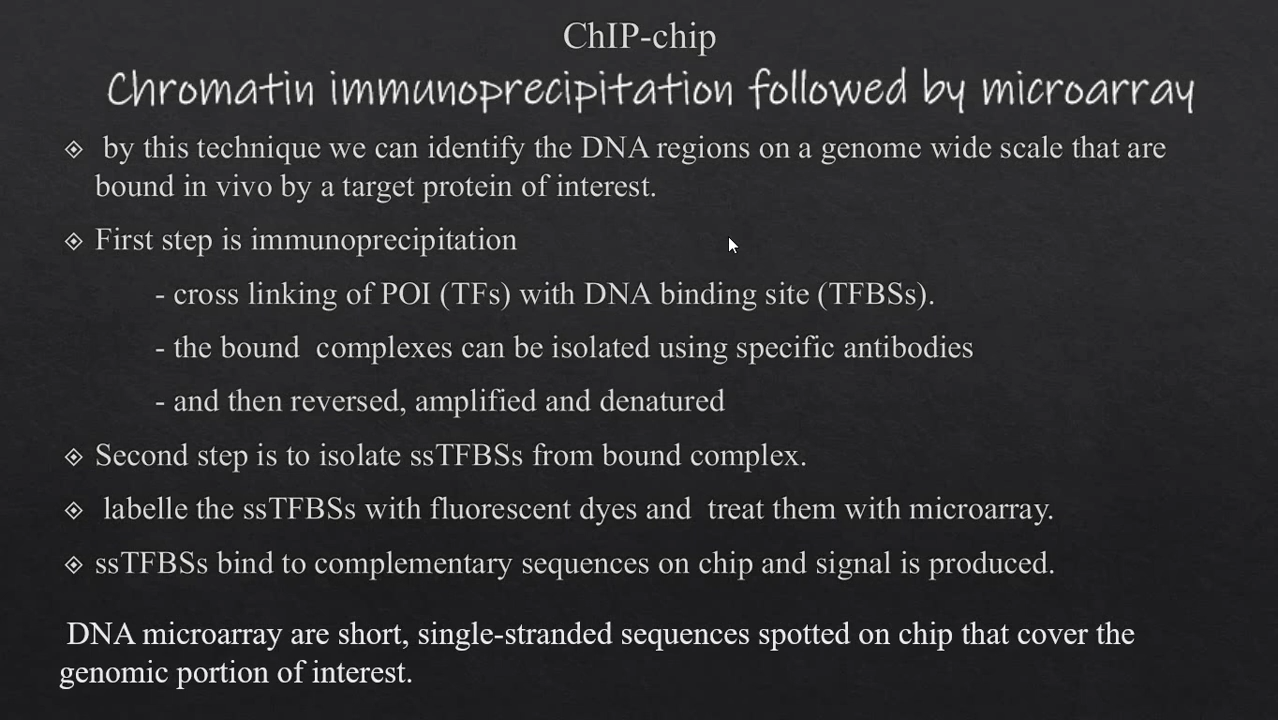 ChIP-chip
Chromatin immunoprecipitation followed by microarray
by this technique we can identify the DNA regions on a genome wide scale that are
bound in vivo by a target protein of interest.
First step is immunoprecipitation
- cross linking of POI (TFs) with DNA binding site (TFBSs).
- the bound  complexes can be isolated using specific antibodies
- and then reversed, amplified and denatured
Second step is to isolate ssTFBSs from bound complex.
labelle the ssTFBSs with fluorescent dyes and  treat them with microarray.
ssTFBSs bind to complementary sequences on chip and signal is produced.
DNA microarray are short, single-stranded sequences spotted on chip that cover the
genomic portion of interest.